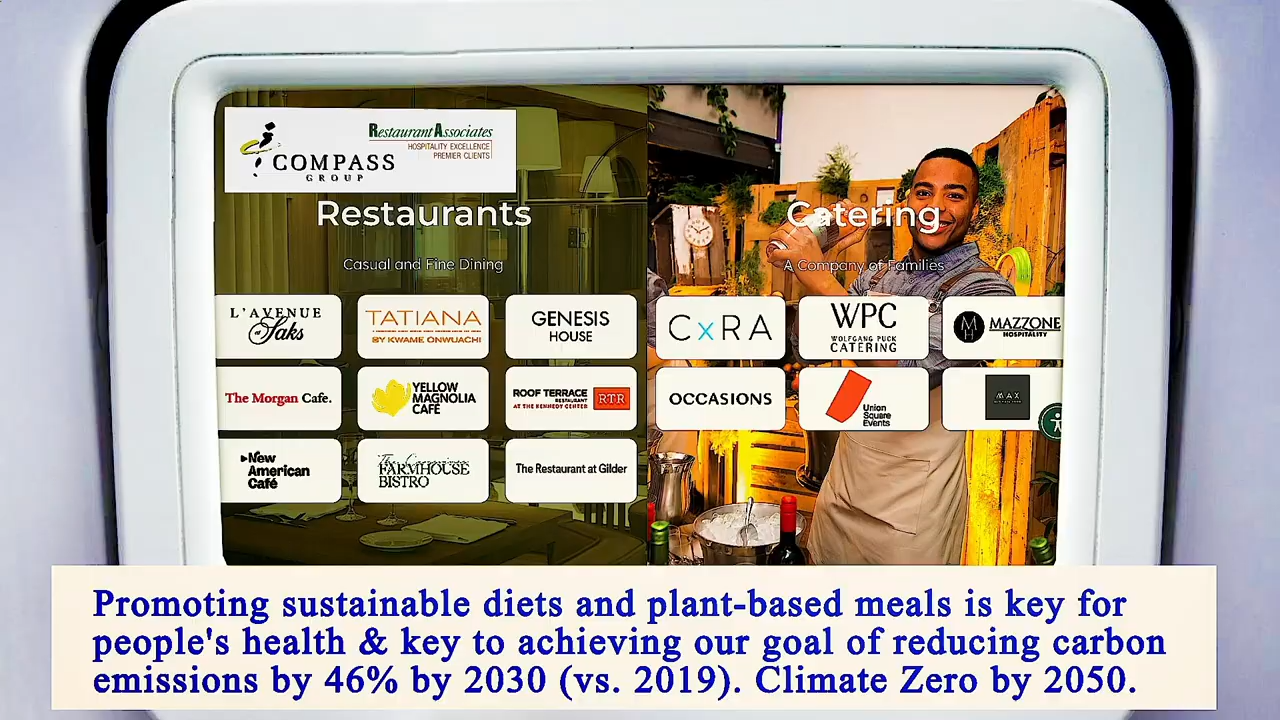 COMPASS
GROUP
Restaurant Associates
HOSPITALITY EXCELLENCE
PREMIER CLIENTS
Restaurants
Casual and Fine Dining
L'AVENUE
Saks
TATIANA
BY KWAME ONWUACHI
GENESIS
HOUSE
The Morgan Cafe.
YELLOW
MAGNOLIA
CAFÉ
ROOF TERRACE
RESTAURANT
AT THE KENNEDY CENTER
RTR
New
American
Café
FARMHOUSE
BISTRO
The Restaurant at Gilder
Catering
A Company of Families
CxRA
WPC
WOLFGANG PUCK
CATERING
MH
MAZZONE
HOSPITALITY
OCCASIONS
Union
Square
Events
MAX
Promoting sustainable diets and plant-based meals is key for
people's health & key to achieving our goal of reducing carbon
emissions by 46% by 2030 (vs. 2019). Climate Zero by 2050.